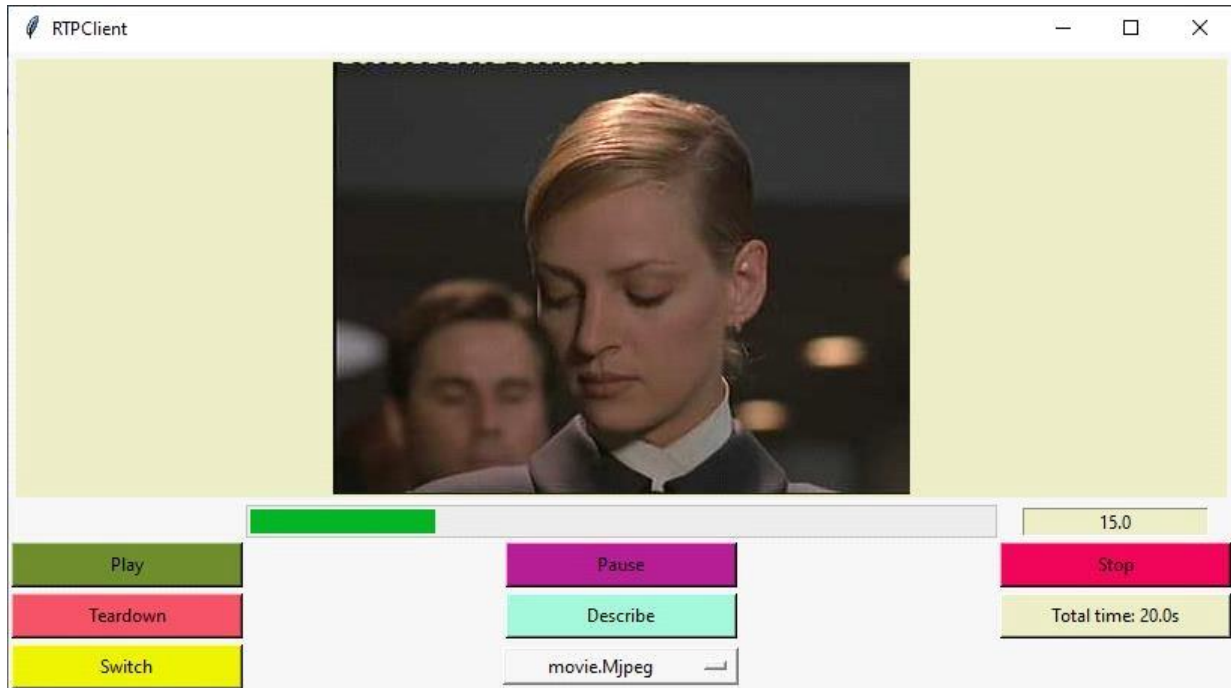 RTPClient
15.0
Play
Pause
Stop
Teardown
Describe
Total time: 20.0s
Switch
movie.Mjpeg